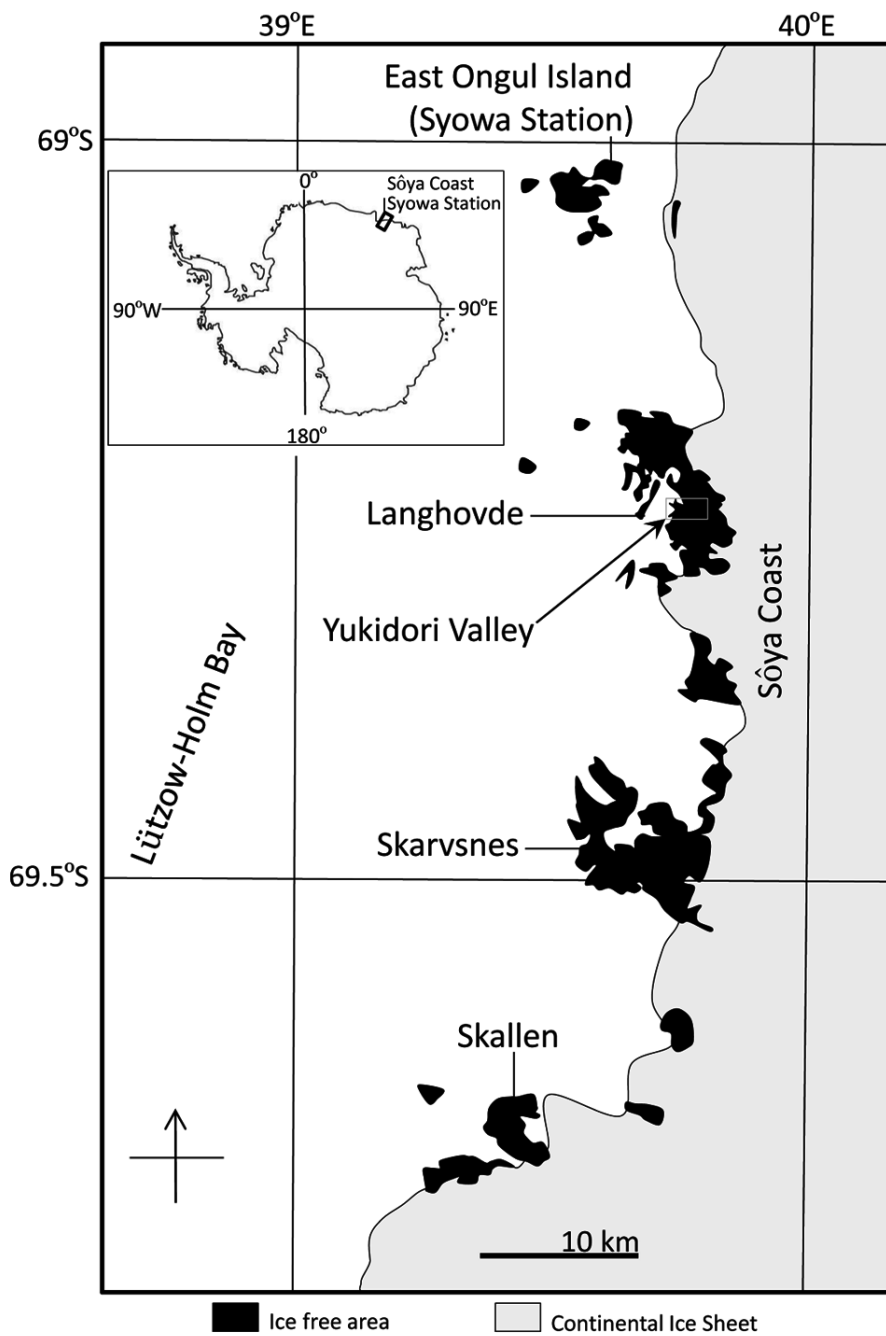 39°E
40°E
East Ongul Island
(Syowa Station)
69°S
0°
Sôya Coast
Syowa Station
90°W
90°E
180°
Langhovde
Yukidori Valley
Sôya Coast
Lützow-Holm Bay
Skarvsnes
69.5°S
Skallen
10 km
Ice free area
Continental Ice Sheet